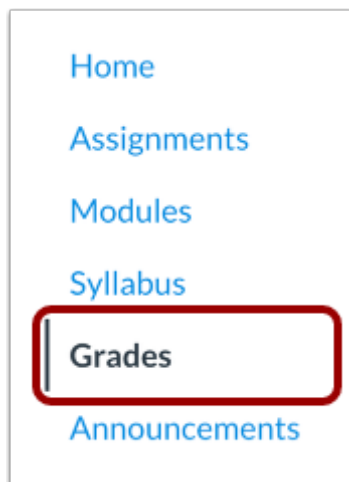 Home
Assignments
Modules
Syllabus
Grades
Announcements